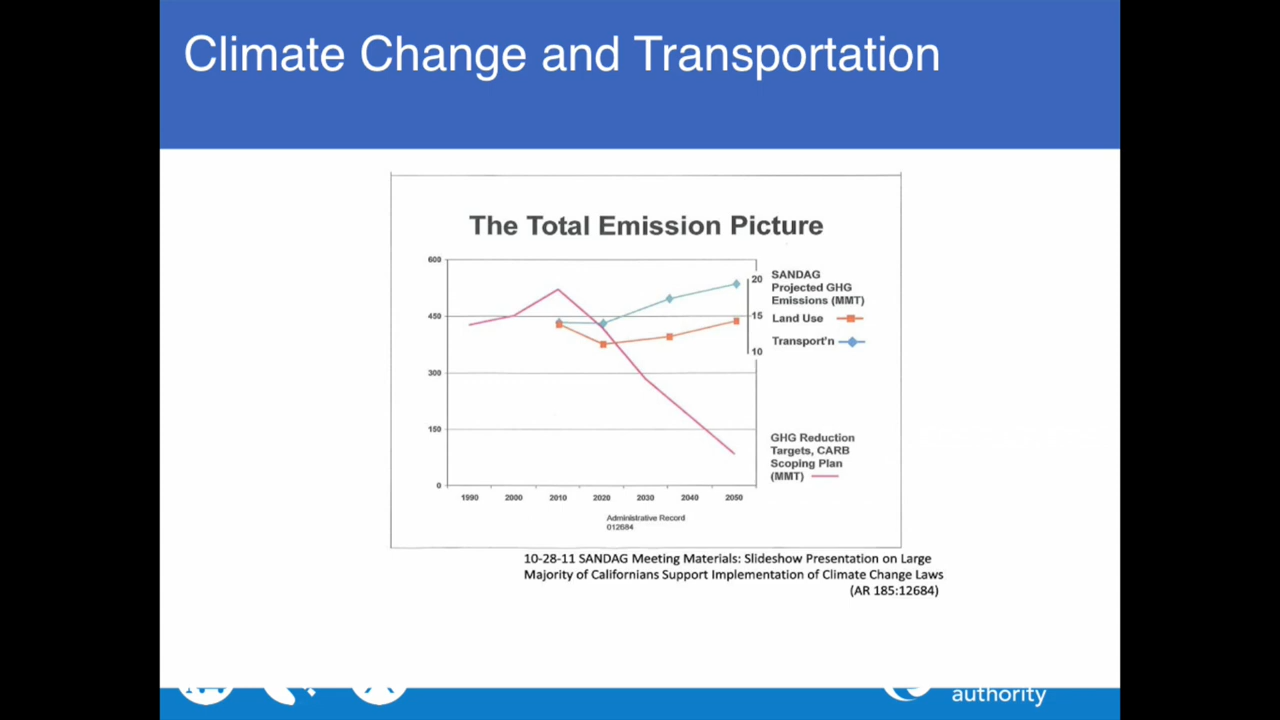 Climate Change and Transportation
The Total Emission Picture
600
450
300
150
0
1990 2000 2010 2020 2030 2040 2050
20
15
10
SANDAG
Projected GHG
Emissions (MMT)
Land Use
Transport'n
GHG Reduction
Targets, CARB
Scoping Plan
(MMT)
Administrative Record
012684
10-28-11 SANDAG Meeting Materials: Slideshow Presentation on Large
Majority of Californians Support Implementation of Climate Change Laws
(AR 185:12684)
authority